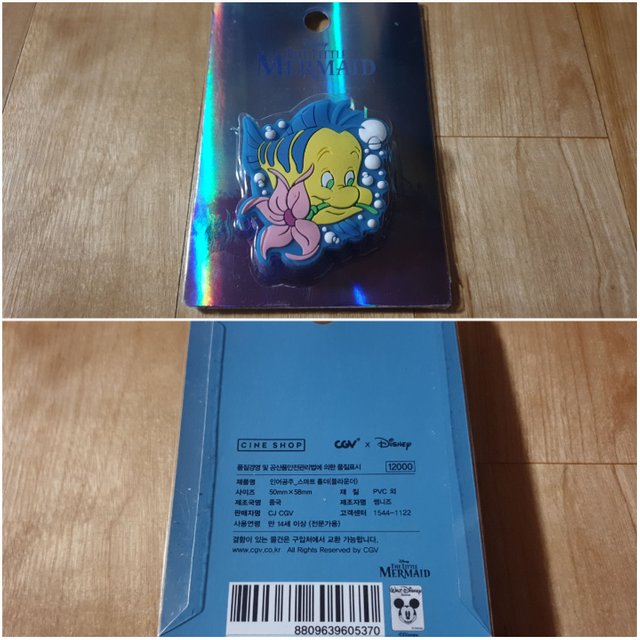 Disney
THE LITTLE
MERMAID
CINE SHOP
CGV x Disney
품질경영 및 공산품안전관리법에 의한 품질표시
12000
제품명 인어공주_스마트 홀더(플라운더)
사이즈 50mm×58mm 재 질 PVC 외
제조국명 중국 제조자명 썸니즈
판매자명 CJ CGV 고객센터 1544-1122
사용연령 만 14세 이상 (전문가용)
결함이 있는 물건은 구입처에서 교환 가능합니다.
www.cgv.co.kr All Rights Reserved by CGV
Disney
THE LITTLE
MERMAID
WALT DISNEY
8809639605370